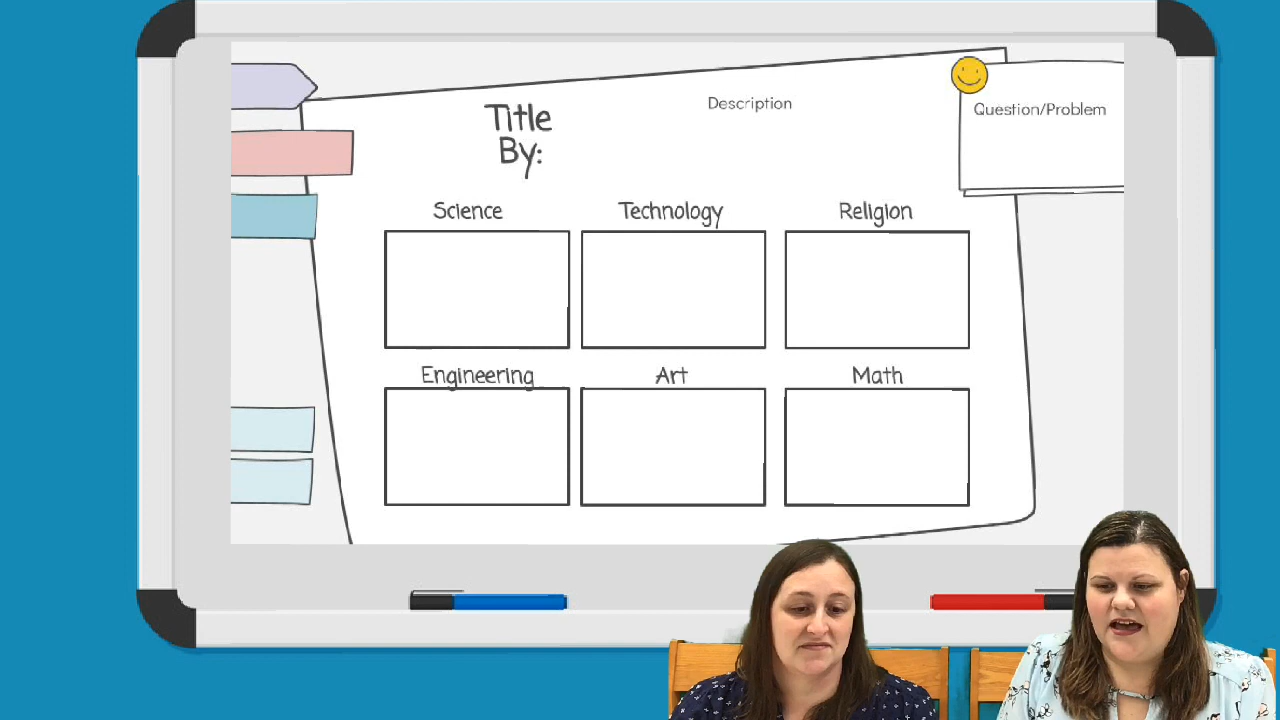 Title
By:
Description
Question/Problem
Science
Technology
Religion
Engineering
Art
Math